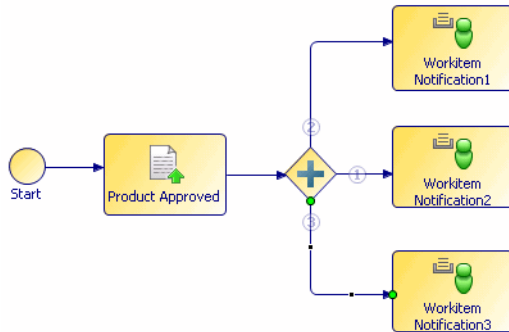 Workitem
Notification1
②
Start
Product Approved
①
Workitem
Notification2
③
Workitem
Notification3